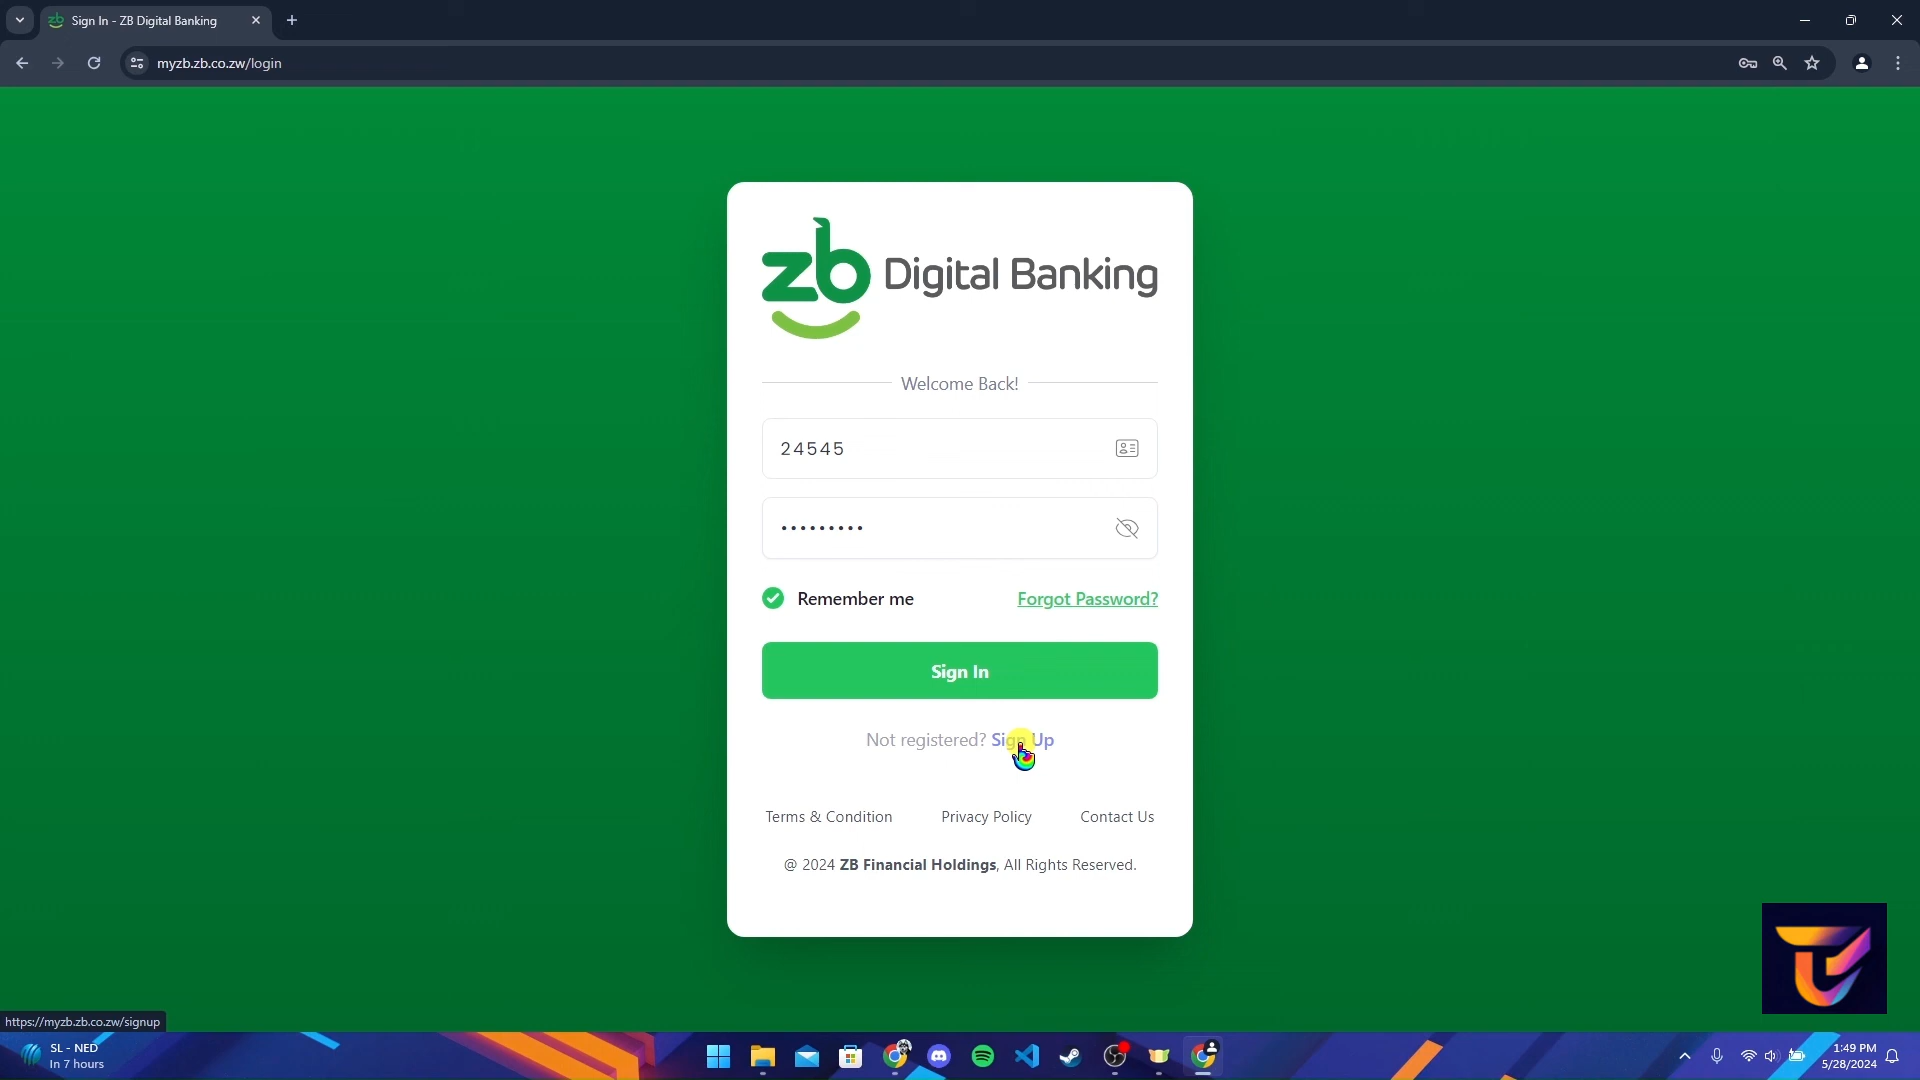 Sign In - ZB Digital Banking
myzb.zb.co.zw/login
zb Digital Banking
Welcome Back!
24545
•••••••••
Remember me
Forgot Password?
Sign In
Not registered? Sign Up
Terms & Condition
Privacy Policy
Contact Us
@ 2024 ZB Financial Holdings, All Rights Reserved.
https://myzb.zb.co.zw/signup
SL - NED
In 7 hours
1:49 PM
5/28/2024